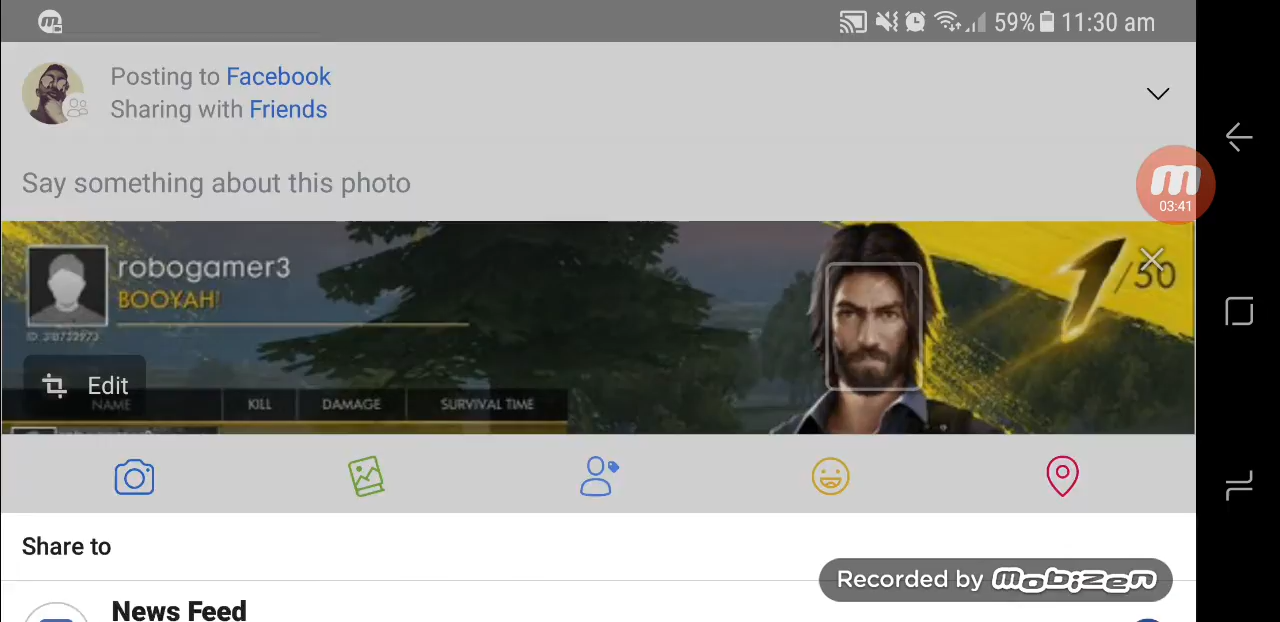 59% 11:30 am
Posting to Facebook
Sharing with Friends
Say something about this photo
03:41
robogamer3
BOOYAH!
1/50
Edit
NAME KILL DAMAGE SURVIVAL TIME
Share to
Recorded by mobizen
News Feed